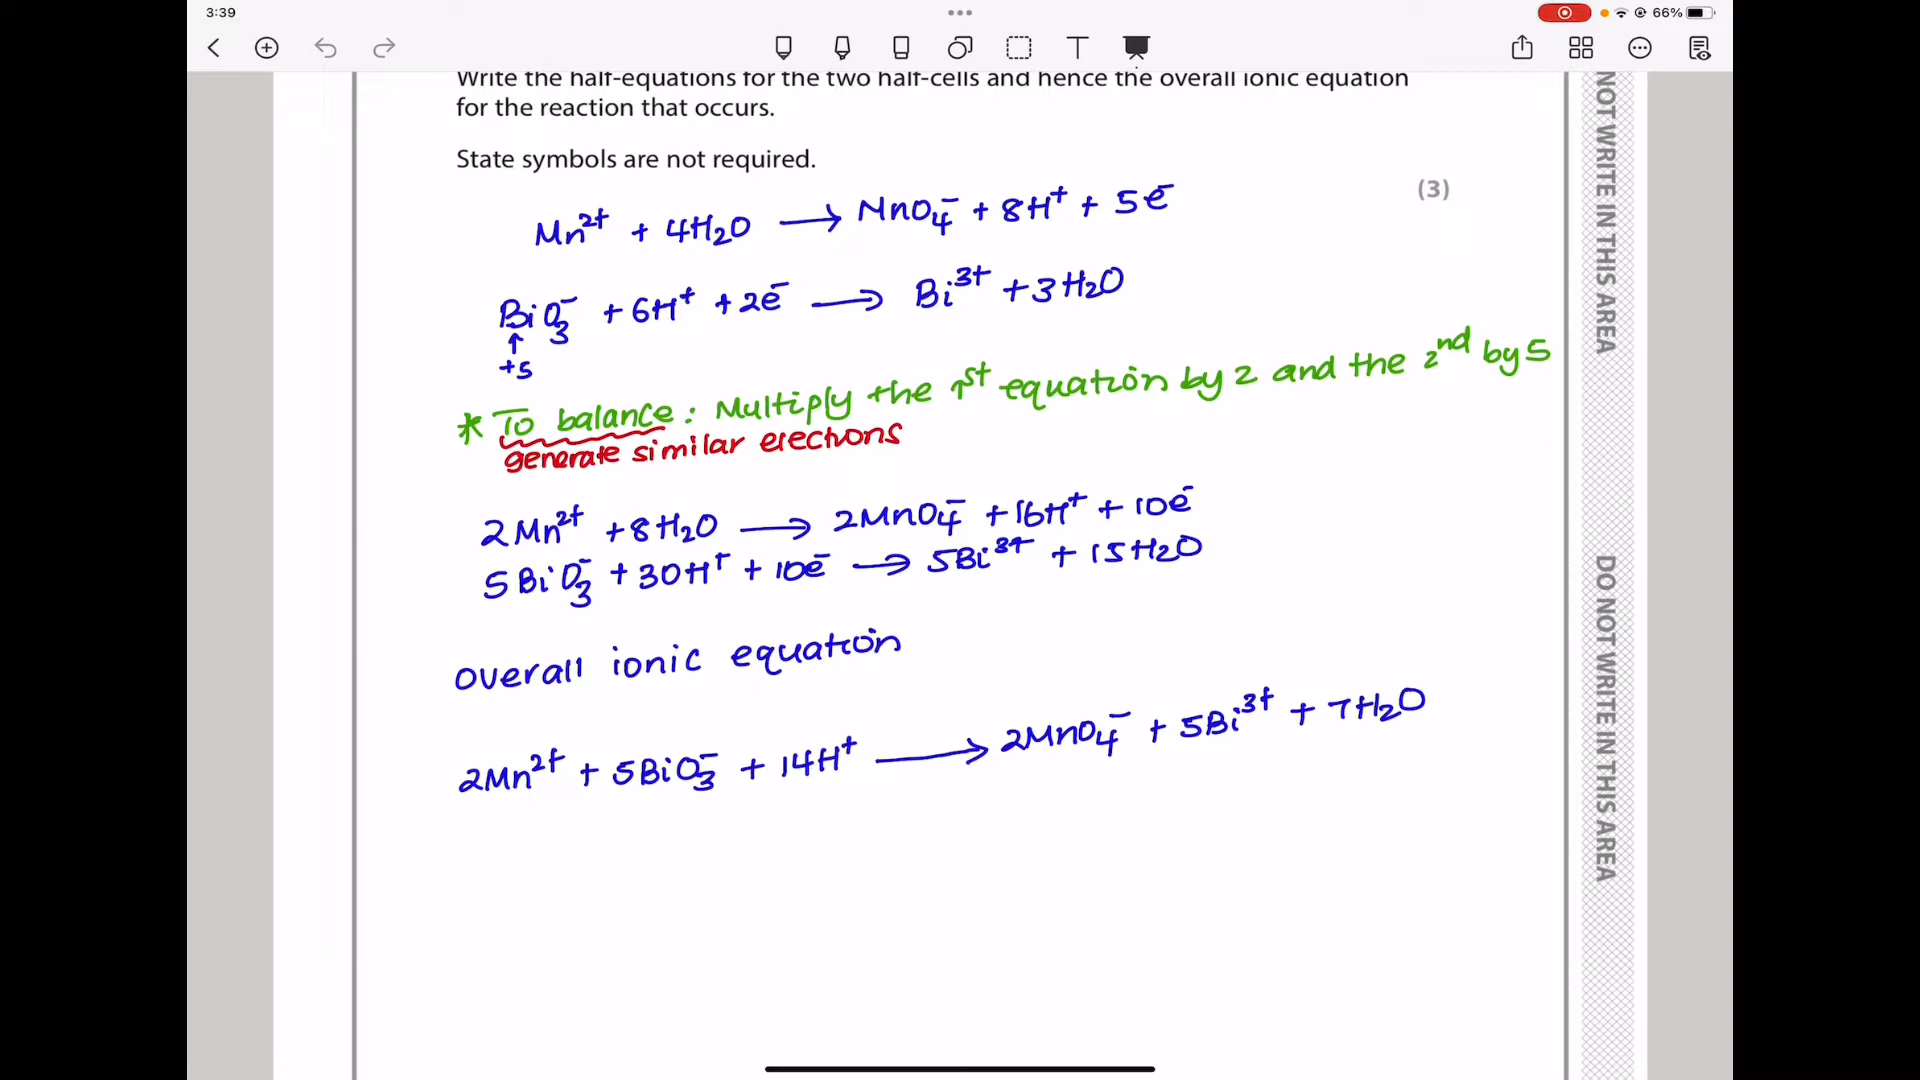 3:39
66%
Write the half-equations for the two half-cells and hence the overall ionic equation
for the reaction that occurs.
State symbols are not required.
(3)
Mn²⁺ + 4H₂O ⟶ MnO₄⁻ + 8H⁺ + 5e⁻
BiO₃⁻ + 6H⁺ + 2e⁻ ⟶ Bi³⁺ + 3H₂O
↑
+5
* To balance: Multiply the 1st equation by 2 and the 2nd by 5
generate similar erections
2Mn²⁺ + 8H₂O ⟶ 2MnO₄⁻ + 16H⁺ + 10e⁻
5BiO₃⁻ + 30H⁺ + 10e⁻ ⟶ 5Bi³⁺ + 15H₂O
overall ionic equation
2Mn²⁺ + 5BiO₃⁻ + 14H⁺ ⟶ 2MnO₄⁻ + 5Bi³⁺ + 7H₂O
NOT WRITE IN THIS AREA
DO NOT WRITE IN THIS AREA